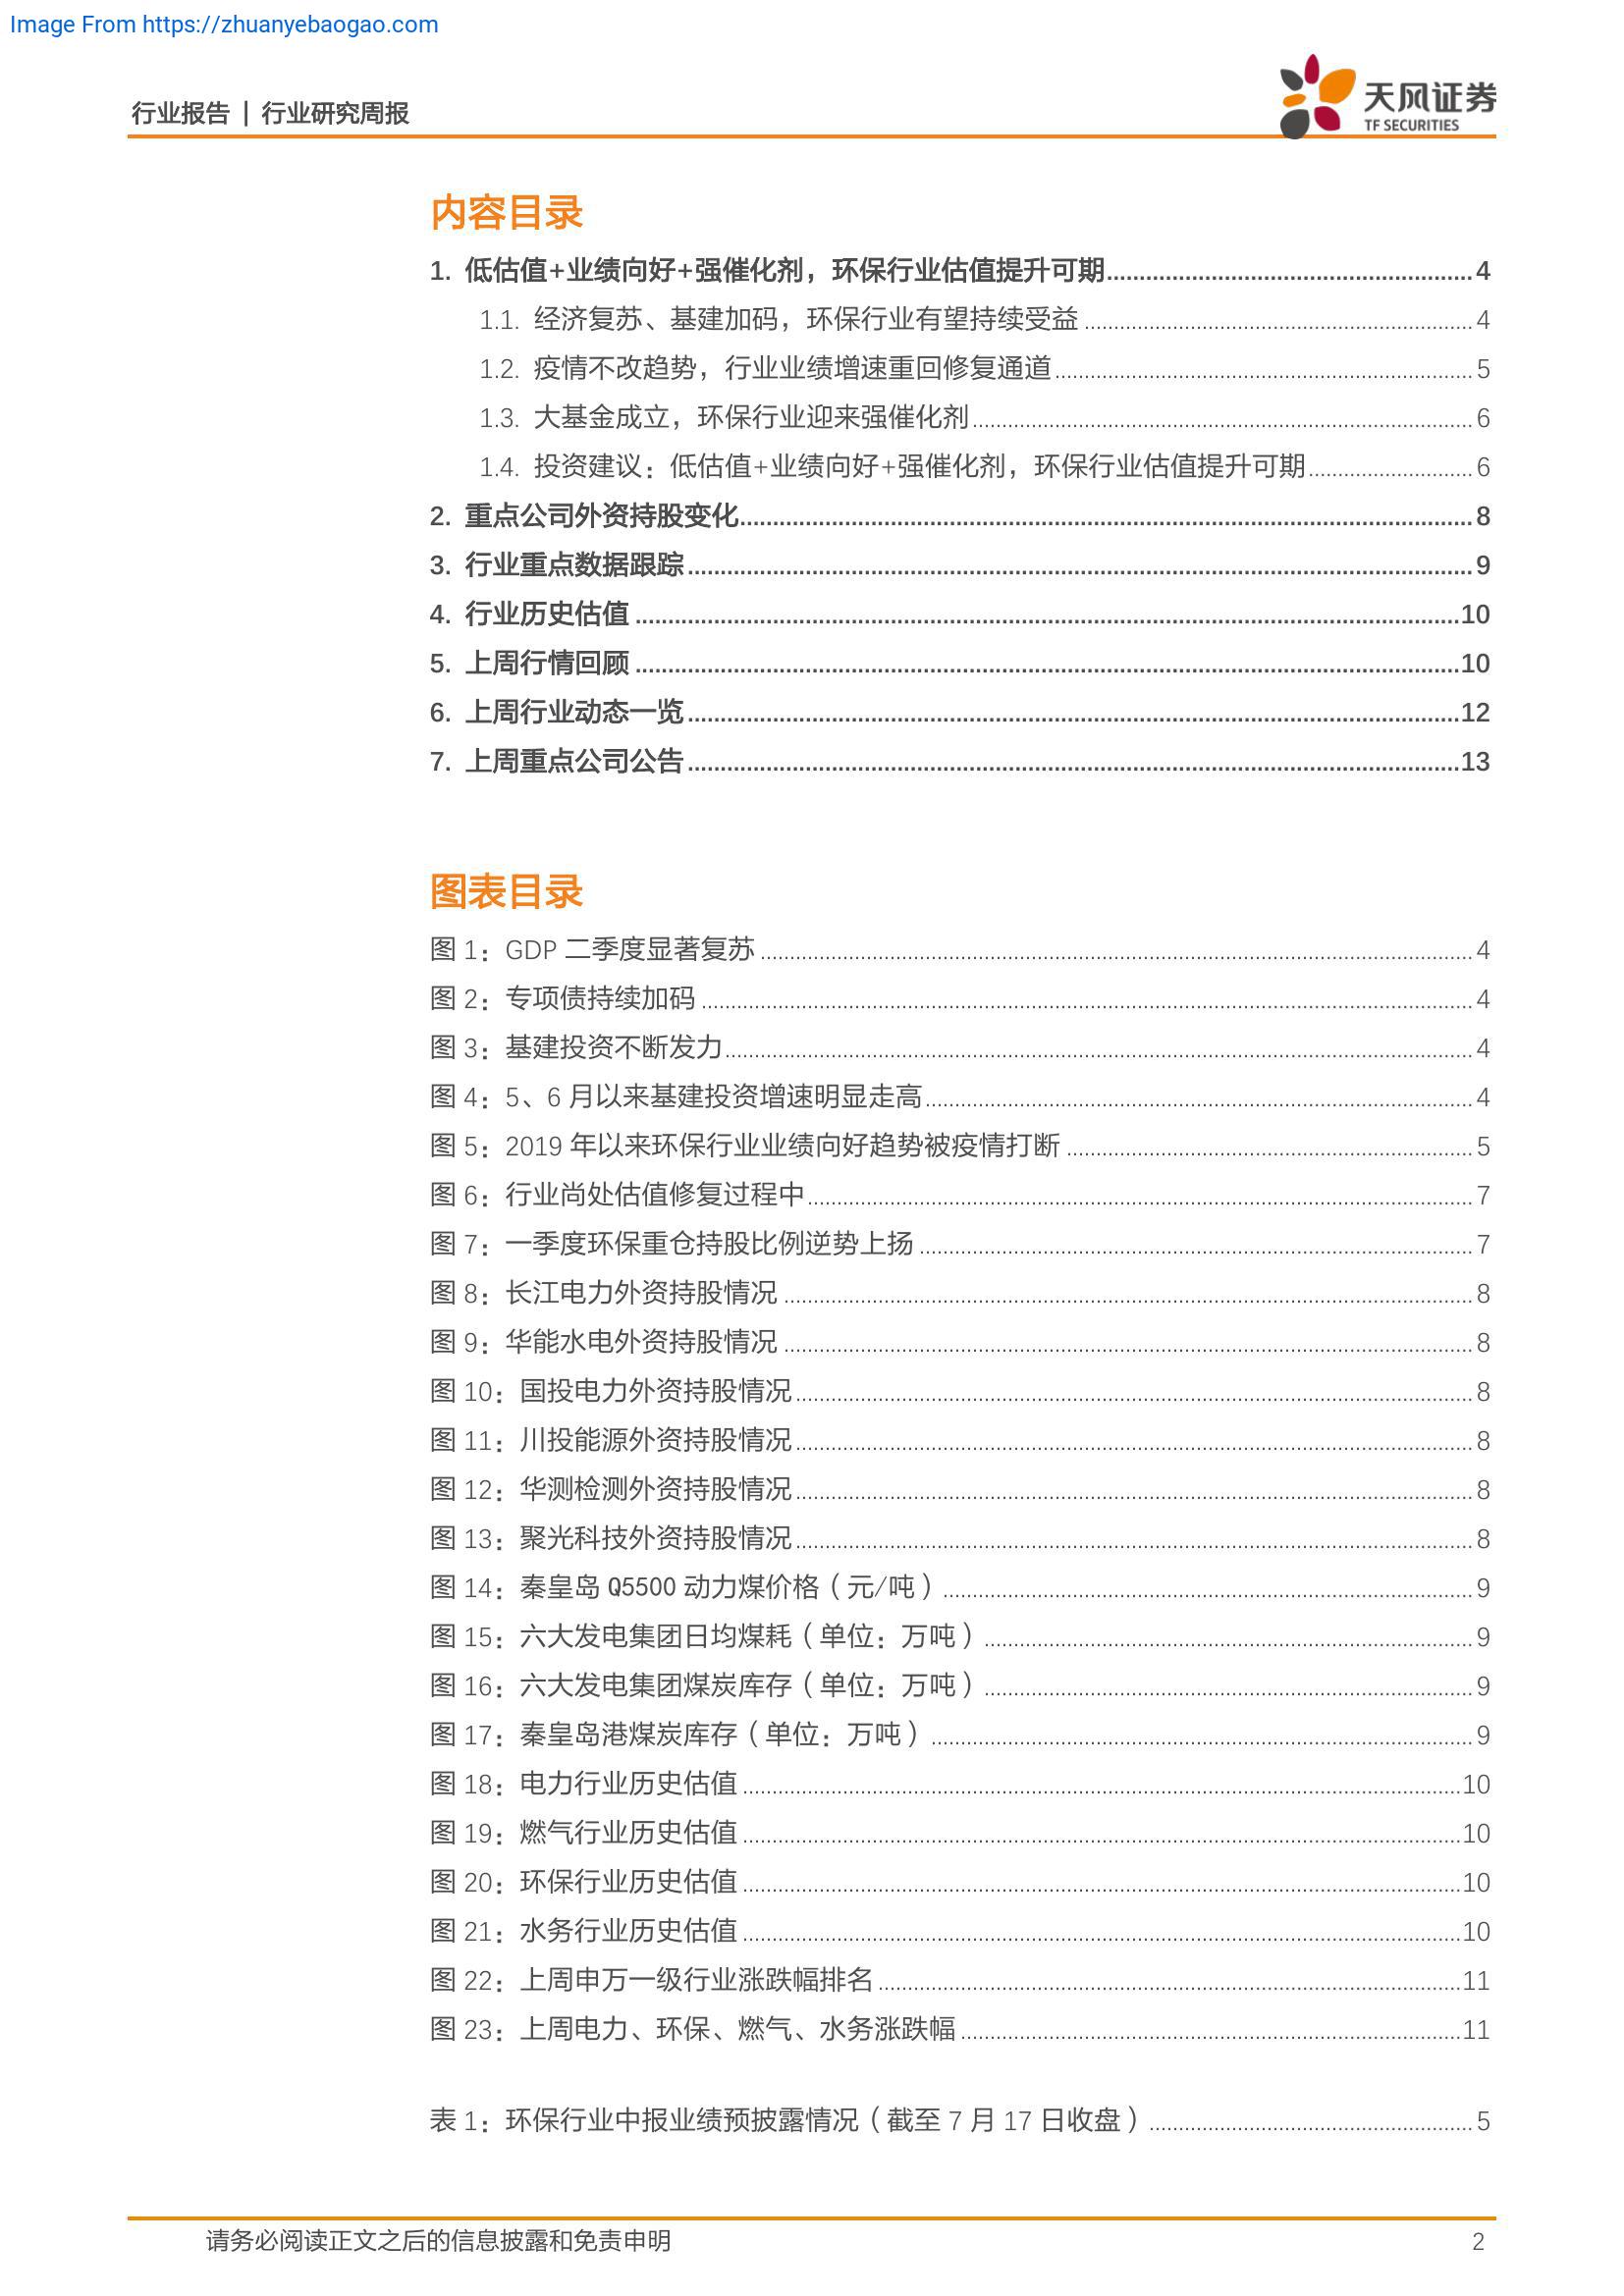 Image From https://zhuanyebaogao.com
行业报告 | 行业研究周报
天风证券
TF SECURITIES
内容目录
1. 低估值+业绩向好+强催化剂，环保行业估值提升可期 4
1.1. 经济复苏、基建加码，环保行业有望持续受益 4
1.2. 疫情不改趋势，行业业绩增速重回修复通道 5
1.3. 大基金成立，环保行业迎来强催化剂 6
1.4. 投资建议：低估值+业绩向好+强催化剂，环保行业估值提升可期 6
2. 重点公司外资持股变化 8
3. 行业重点数据跟踪 9
4. 行业历史估值 10
5. 上周行情回顾 10
6. 上周行业动态一览 12
7. 上周重点公司公告 13
图表目录
图 1：GDP 二季度显著复苏 4
图 2：专项债持续加码 4
图 3：基建投资不断发力 4
图 4：5、6 月以来基建投资增速明显走高 4
图 5：2019 年以来环保行业业绩向好趋势被疫情打断 5
图 6：行业尚处估值修复过程中 7
图 7：一季度环保重仓持股比例逆势上扬 7
图 8：长江电力外资持股情况 8
图 9：华能水电外资持股情况 8
图 10：国投电力外资持股情况 8
图 11：川投能源外资持股情况 8
图 12：华测检测外资持股情况 8
图 13：聚光科技外资持股情况 8
图 14：秦皇岛 Q5500 动力煤价格（元/吨） 9
图 15：六大发电集团日均煤耗（单位：万吨） 9
图 16：六大发电集团煤炭库存（单位：万吨） 9
图 17：秦皇岛港煤炭库存（单位：万吨） 9
图 18：电力行业历史估值 10
图 19：燃气行业历史估值 10
图 20：环保行业历史估值 10
图 21：水务行业历史估值 10
图 22：上周申万一级行业涨跌幅排名 11
图 23：上周电力、环保、燃气、水务涨跌幅 11
表 1：环保行业中报业绩预披露情况（截至 7 月 17 日收盘） 5
请务必阅读正文之后的信息披露和免责申明 2